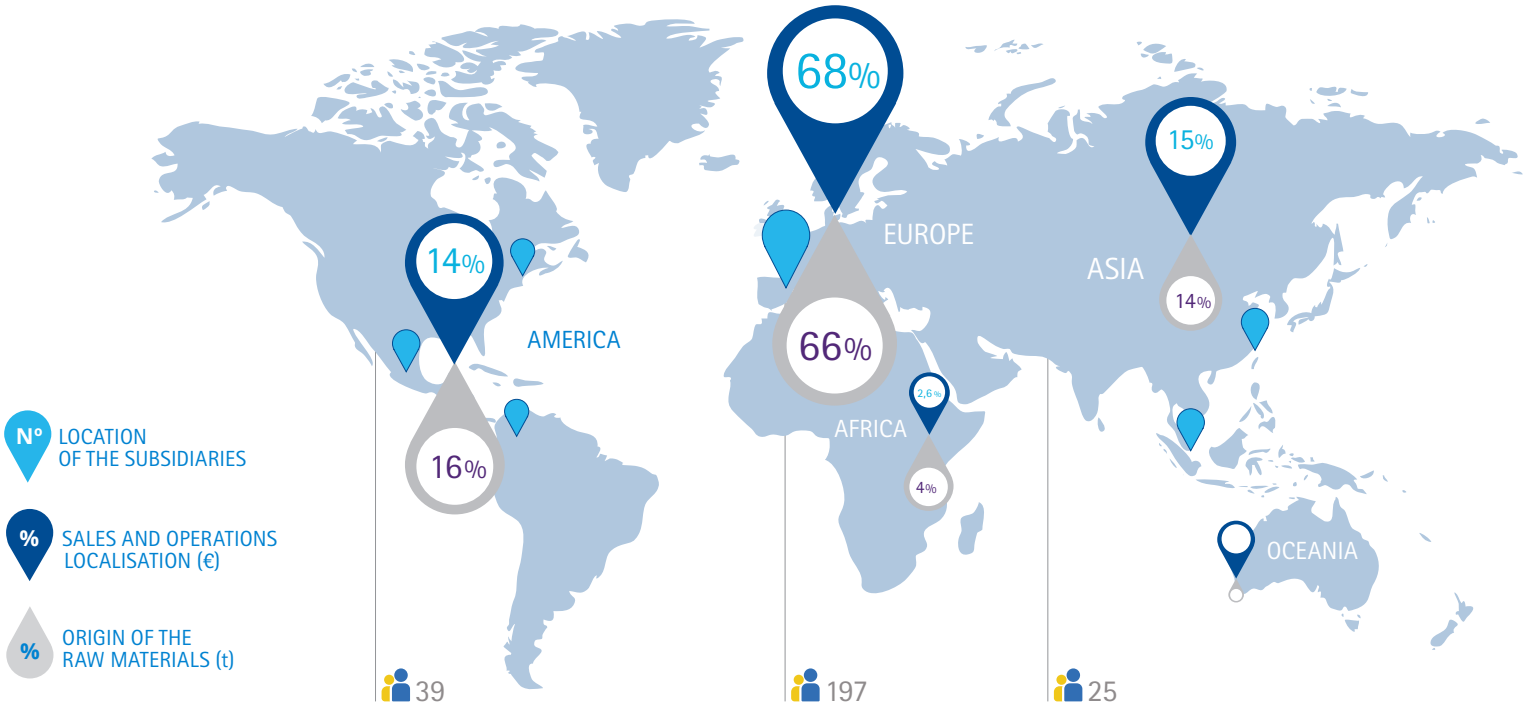 68%
15%
14%
EUROPE
ASIA
14%
66%
AMERICA
2,6 %
AFRICA
16%
4%
Nº
LOCATION
OF THE SUBSIDIARIES
%
SALES AND OPERATIONS
LOCALISATION (€)
OCEANIA
%
ORIGIN OF THE
RAW MATERIALS (t)
39
197
25